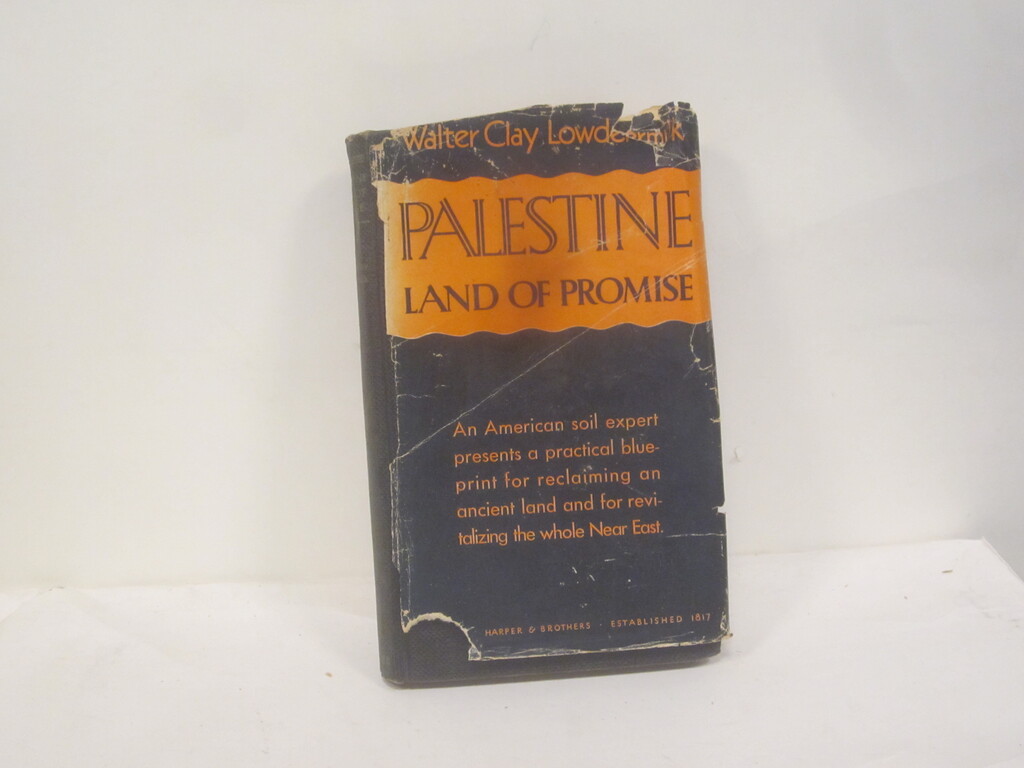 Walter Clay Lowdermilk
PALESTINE
LAND OF PROMISE
An American soil expert
presents a practical blue-
print for reclaiming an
ancient land and for revi-
talizing the whole Near East.
HARPER & BROTHERS · ESTABLISHED 1817